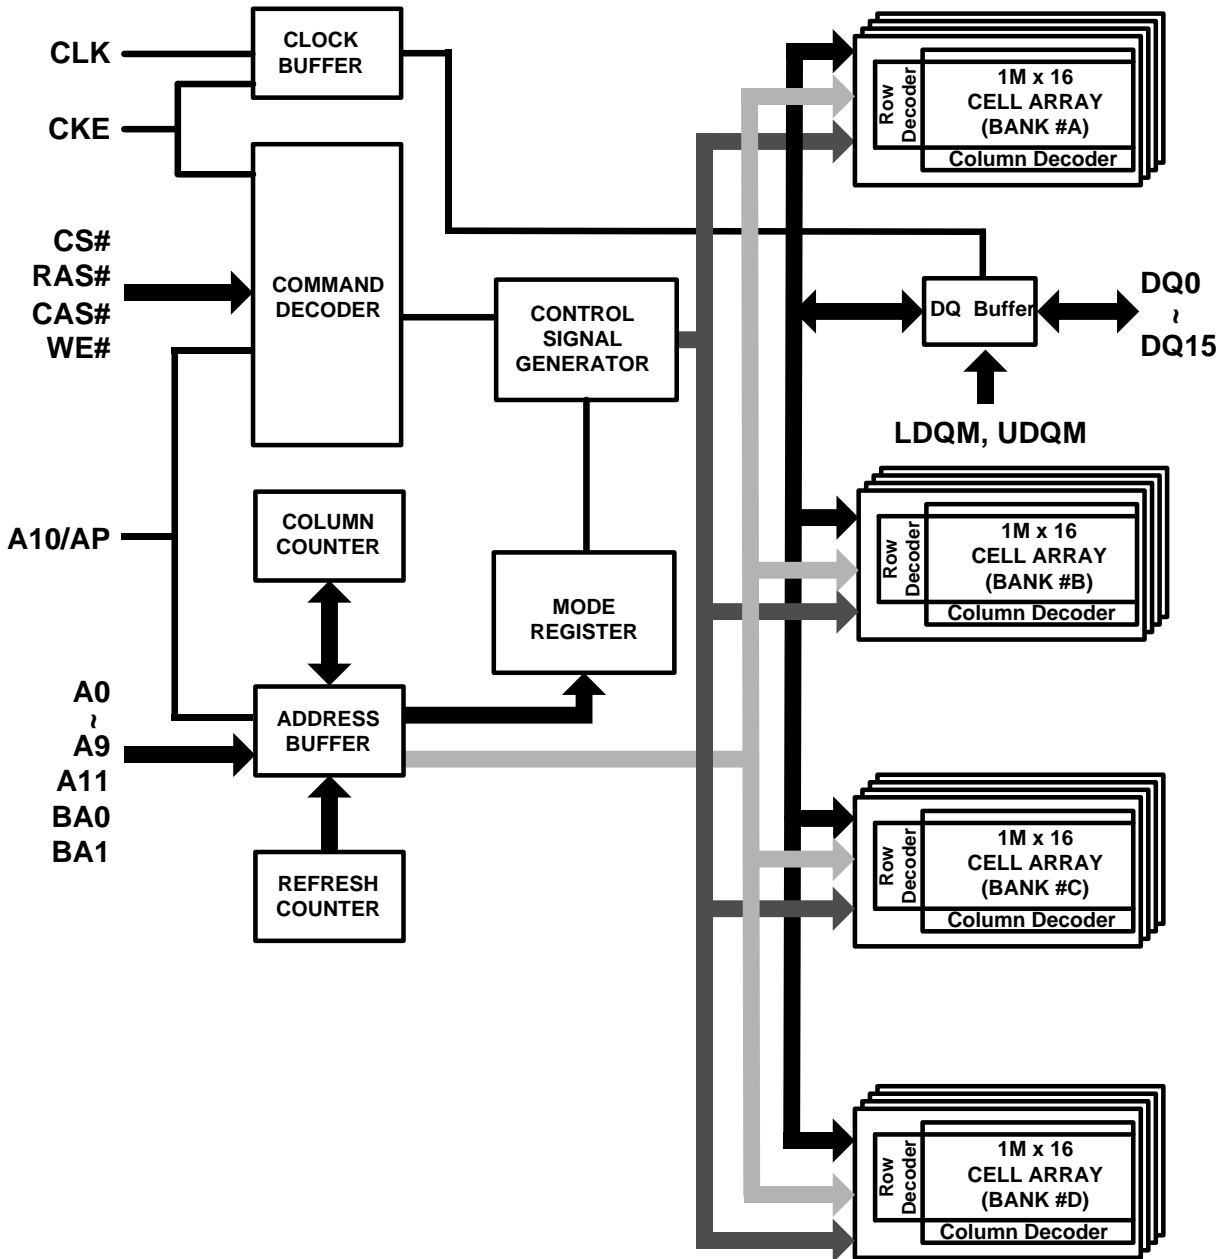 CLK
CKE
CS#
RAS#
CAS#
WE#
A10/AP
A0
~
A9
A11
BA0
BA1
CLOCK
BUFFER
COMMAND
DECODER
COLUMN
COUNTER
ADDRESS
BUFFER
REFRESH
COUNTER
CONTROL
SIGNAL
GENERATOR
MODE
REGISTER
Row
Decoder
1M x 16
CELL ARRAY
(BANK #A)
Column Decoder
DQ Buffer
DQ0
~
DQ15
LDQM, UDQM
Row
Decoder
1M x 16
CELL ARRAY
(BANK #B)
Column Decoder
Row
Decoder
1M x 16
CELL ARRAY
(BANK #C)
Column Decoder
Row
Decoder
1M x 16
CELL ARRAY
(BANK #D)
Column Decoder